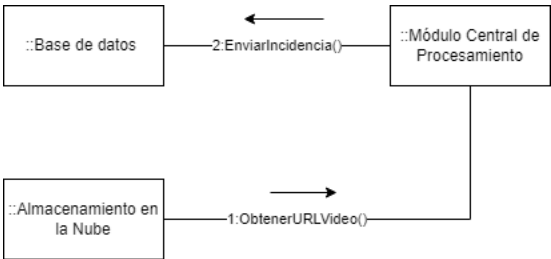 ::Base de datos
2:EnviarIncidencia()
::Módulo Central de
Procesamiento
::Almacenamiento en
la Nube
1:ObtenerURLVideo()